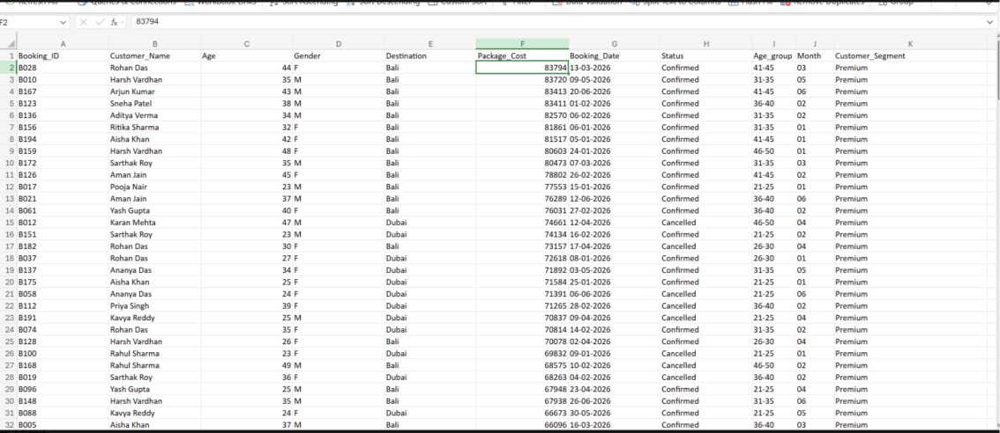 Refresh All Queries & Connections Workbook Links Sort Ascending Sort Descending Custom Sort Filter Data Validation Split Text to Columns Flash Fill Remove Duplicates Group
F2 fx 83794
A B C D E F G H I J K
1 Booking_ID Customer_Name Age Gender Destination Package_Cost Booking_Date Status Age_group Month Customer_Segment
2 B028 Rohan Das 44 F Bali 83794 13-03-2026 Confirmed 41-45 03 Premium
3 B010 Harsh Vardhan 35 M Bali 83720 09-05-2026 Confirmed 31-35 05 Premium
4 B167 Arjun Kumar 43 M Bali 83413 20-06-2026 Confirmed 41-45 06 Premium
5 B123 Sneha Patel 38 M Bali 83411 01-02-2026 Confirmed 36-40 02 Premium
6 B136 Aditya Verma 34 M Bali 82570 06-02-2026 Confirmed 31-35 02 Premium
7 B156 Ritika Sharma 32 F Bali 81861 06-01-2026 Confirmed 31-35 01 Premium
8 B194 Aisha Khan 42 F Bali 81517 05-01-2026 Confirmed 41-45 01 Premium
9 B159 Harsh Vardhan 48 F Bali 80603 24-01-2026 Confirmed 46-50 01 Premium
10 B172 Sarthak Roy 35 M Bali 80473 07-03-2026 Confirmed 31-35 03 Premium
11 B126 Aman Jain 45 F Bali 78802 26-02-2026 Confirmed 41-45 02 Premium
12 B017 Pooja Nair 23 M Bali 77553 15-01-2026 Confirmed 21-25 01 Premium
13 B021 Aman Jain 37 M Bali 76289 12-06-2026 Confirmed 36-40 06 Premium
14 B061 Yash Gupta 40 F Bali 76031 27-02-2026 Confirmed 36-40 02 Premium
15 B012 Karan Mehta 47 M Dubai 74661 12-04-2026 Cancelled 46-50 04 Premium
16 B151 Sarthak Roy 23 M Dubai 74134 16-02-2026 Confirmed 21-25 02 Premium
17 B182 Rohan Das 30 F Bali 73157 17-04-2026 Cancelled 26-30 04 Premium
18 B037 Rohan Das 27 F Dubai 72618 08-01-2026 Confirmed 26-30 01 Premium
19 B137 Ananya Das 34 F Dubai 71892 03-05-2026 Confirmed 31-35 05 Premium
20 B175 Aisha Khan 25 F Dubai 71584 25-01-2026 Confirmed 21-25 01 Premium
21 B058 Ananya Das 24 F Dubai 71391 06-06-2026 Cancelled 21-25 06 Premium
22 B112 Priya Singh 39 F Dubai 71265 28-02-2026 Cancelled 36-40 02 Premium
23 B191 Kavya Reddy 25 M Dubai 70837 09-04-2026 Cancelled 21-25 04 Premium
24 B074 Rohan Das 35 F Dubai 70814 14-02-2026 Confirmed 31-35 02 Premium
25 B128 Harsh Vardhan 26 F Bali 70078 02-04-2026 Confirmed 26-30 04 Premium
26 B100 Rahul Sharma 23 F Dubai 69832 09-01-2026 Cancelled 21-25 01 Premium
27 B168 Rahul Sharma 49 M Bali 68575 10-02-2026 Cancelled 46-50 02 Premium
28 B019 Sarthak Roy 36 F Dubai 68263 04-02-2026 Cancelled 36-40 02 Premium
29 B096 Yash Gupta 25 M Bali 67948 23-04-2026 Confirmed 21-25 04 Premium
30 B148 Harsh Vardhan 35 M Bali 67938 26-06-2026 Confirmed 31-35 06 Premium
31 B088 Kavya Reddy 24 F Dubai 66673 30-05-2026 Confirmed 21-25 05 Premium
32 B005 Aisha Khan 37 M Bali 66096 16-03-2026 Confirmed 36-40 03 Premium